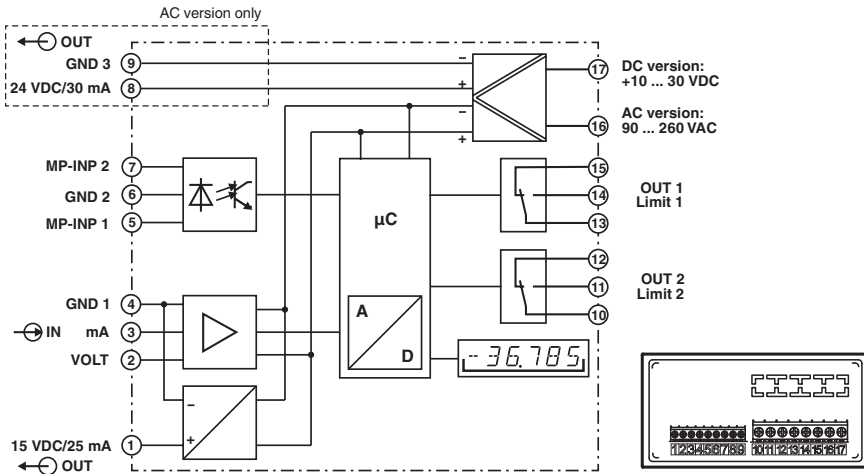 AC version only
OUT
GND 3 9
24 VDC/30 mA 8
− + − +
17 DC version:
+10 ... 30 VDC
16 AC version:
90 ... 260 VAC
MP-INP 2 7
GND 2 6
MP-INP 1 5
µC
15
14 OUT 1
Limit 1
13
12
11 OUT 2
Limit 2
10
GND 1 4
IN mA 3
VOLT 2
A
D
- 36.785
−
+
15 VDC/25 mA 1
OUT
1 2 3 4 5 6 7 8 9 10 11 12 13 14 15 16 17